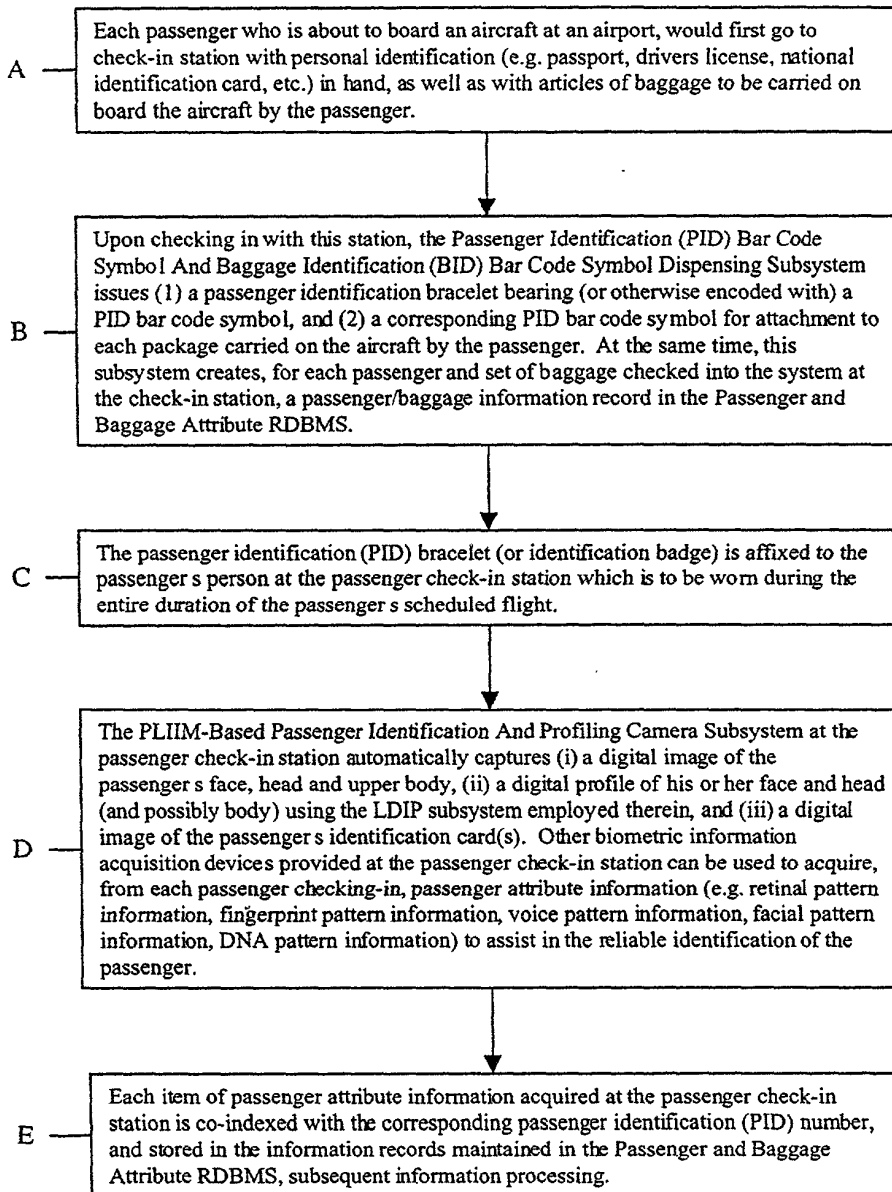 Each passenger who is about to board an aircraft at an airport, would first go to
check-in station with personal identification (e.g. passport, drivers license, national
identification card, etc.) in hand, as well as with articles of baggage to be carried on
board the aircraft by the passenger.
A
Upon checking in with this station, the Passenger Identification (PID) Bar Code
Symbol And Baggage Identification (BID) Bar Code Symbol Dispensing Subsystem
issues (1) a passenger identification bracelet bearing (or otherwise encoded with) a
PID bar code symbol, and (2) a corresponding PID bar code symbol for attachment to
each package carried on the aircraft by the passenger. At the same time, this
subsystem creates, for each passenger and set of baggage checked into the system at
the check-in station, a passenger/baggage information record in the Passenger and
Baggage Attribute RDBMS.
B
The passenger identification (PID) bracelet (or identification badge) is affixed to the
passenger s person at the passenger check-in station which is to be worn during the
entire duration of the passenger s scheduled flight.
C
The PLIIM-Based Passenger Identification And Profiling Camera Subsystem at the
passenger check-in station automatically captures (i) a digital image of the
passenger s face, head and upper body, (ii) a digital profile of his or her face and head
(and possibly body) using the LDIP subsystem employed therein, and (iii) a digital
image of the passenger s identification card(s). Other biometric information
acquisition devices provided at the passenger check-in station can be used to acquire,
from each passenger checking-in, passenger attribute information (e.g. retinal pattern
information, fingerprint pattern information, voice pattern information, facial pattern
information, DNA pattern information) to assist in the reliable identification of the
passenger.
D
Each item of passenger attribute information acquired at the passenger check-in
station is co-indexed with the corresponding passenger identification (PID) number,
and stored in the information records maintained in the Passenger and Baggage
Attribute RDBMS, subsequent information processing.
E